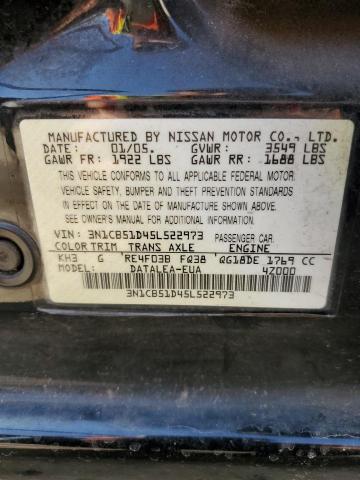 MANUFACTURED BY NISSAN MOTOR CO., LTD.
DATE: 01/05. GVWR: 3549 LBS
GAWR FR: 1922 LBS GAWR RR: 1688 LBS
THIS VEHICLE CONFORMS TO ALL APPLICABLE FEDERAL MOTOR
VEHICLE SAFETY, BUMPER AND THEFT PREVENTION STANDARDS
IN EFFECT ON THE DATE OF MANUFACTURE SHOWN ABOVE.
SEE OWNER'S MANUAL FOR ADDITIONAL LOADING INFORMATION
VIN: 3N1CB51D45L522973 PASSENGER CAR.
COLOR TRIM TRANS AXLE ENGINE
KH3 G RE4F03B FQ38 QG18DE 1769 CC
MODEL: DATALEA-EUA 4Z000
3N1CB51D45L522973